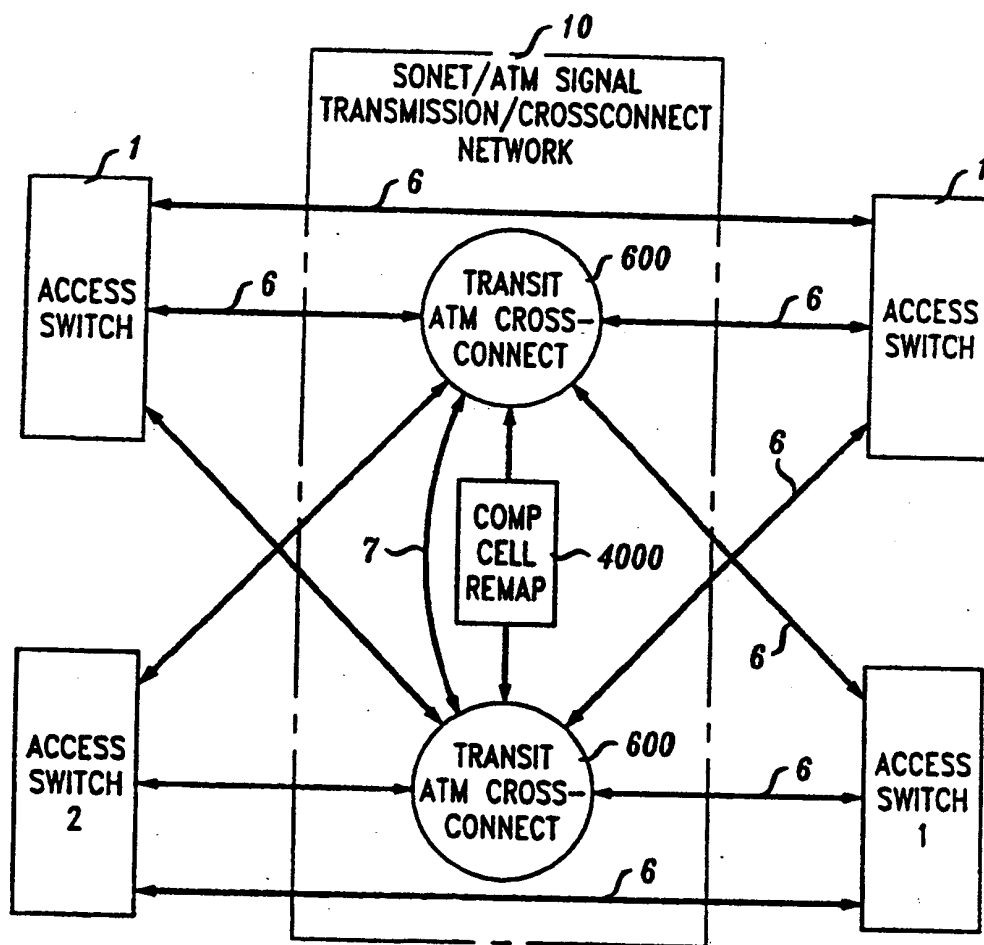 10
SONET/ATM SIGNAL
TRANSMISSION/CROSSCONNECT
NETWORK
1
1
6
ACCESS
SWITCH
6
TRANSIT
ATM CROSS-
CONNECT
600
6
ACCESS
SWITCH
6
7
COMP
CELL
REMAP
4000
6
ACCESS
SWITCH
2
TRANSIT
ATM CROSS-
CONNECT
600
6
ACCESS
SWITCH
1
6